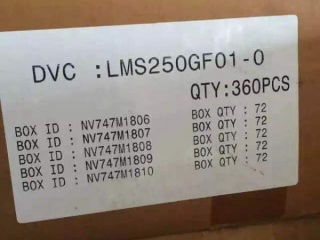 DVC :LMS250GF01-0
QTY:360PCS
BOX ID : NV747M1806 BOX QTY : 72
BOX ID : NV747M1807 BOX QTY : 72
BOX ID : NV747M1808 BOX QTY : 72
BOX ID : NV747M1809 BOX QTY : 72
BOX ID : NV747M1810 BOX QTY : 72